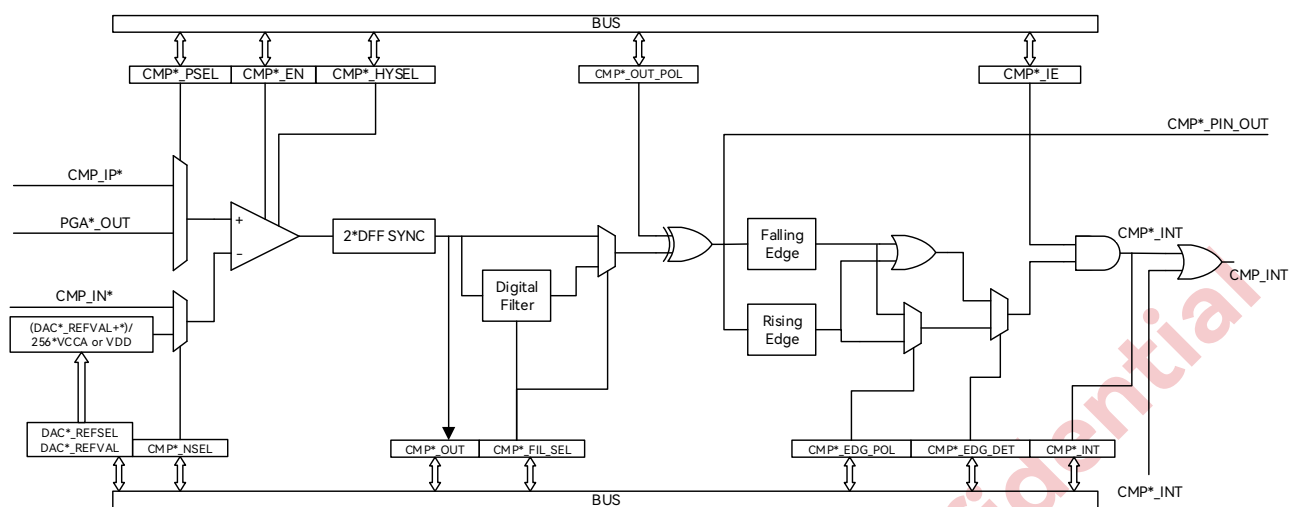 BUS
CMP*_PSEL
CMP*_EN
CMP*_HYSEL
CMP*_OUT_POL
CMP*_IE
CMP*_PIN_OUT
CMP_IP*
PGA*_OUT
+
-
2*DFF SYNC
Digital
Filter
Falling
Edge
Rising
Edge
CMP*_INT
CMP_INT
CMP_IN*
(DAC*_REFVAL+*)/
256*VCCA or VDD
DAC*_REFSEL
DAC*_REFVAL
CMP*_NSEL
CMP*_OUT
CMP*_FIL_SEL
CMP*_EDG_POL
CMP*_EDG_DET
CMP*_INT
CMP*_INT
BUS